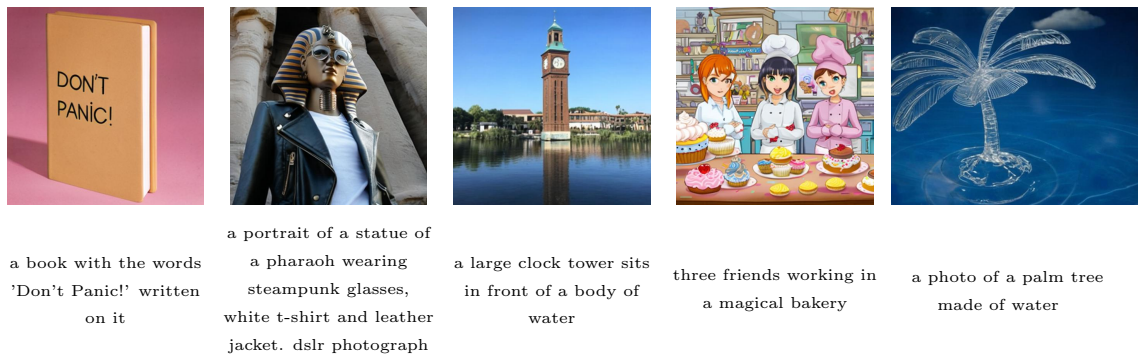 DON'T
PANİC!
a book with the words
'Don't Panic!' written
on it
a portrait of a statue of
a pharaoh wearing
steampunk glasses,
white t-shirt and leather
jacket. dslr photograph
a large clock tower sits
in front of a body of
water
three friends working in
a magical bakery
a photo of a palm tree
made of water